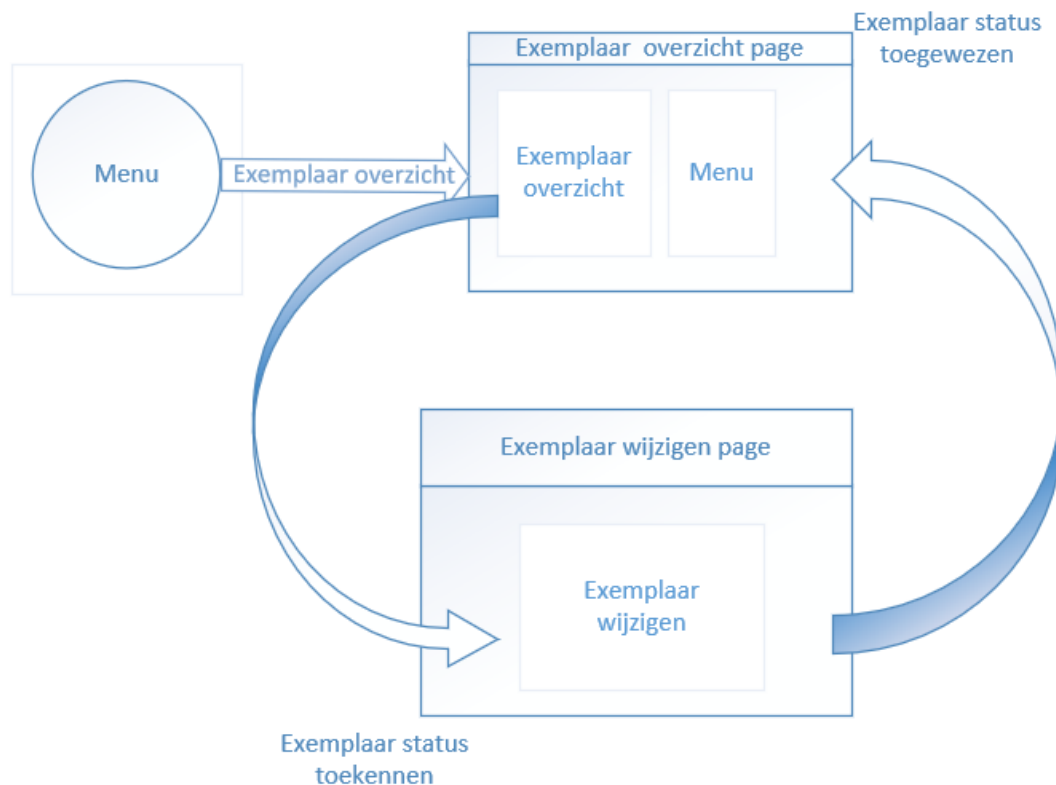 Exemplaar status
toegewezen
Exemplaar overzicht page
Menu
Exemplaar overzicht
Exemplaar
overzicht
Menu
Exemplaar wijzigen page
Exemplaar
wijzigen
Exemplaar status
toekennen